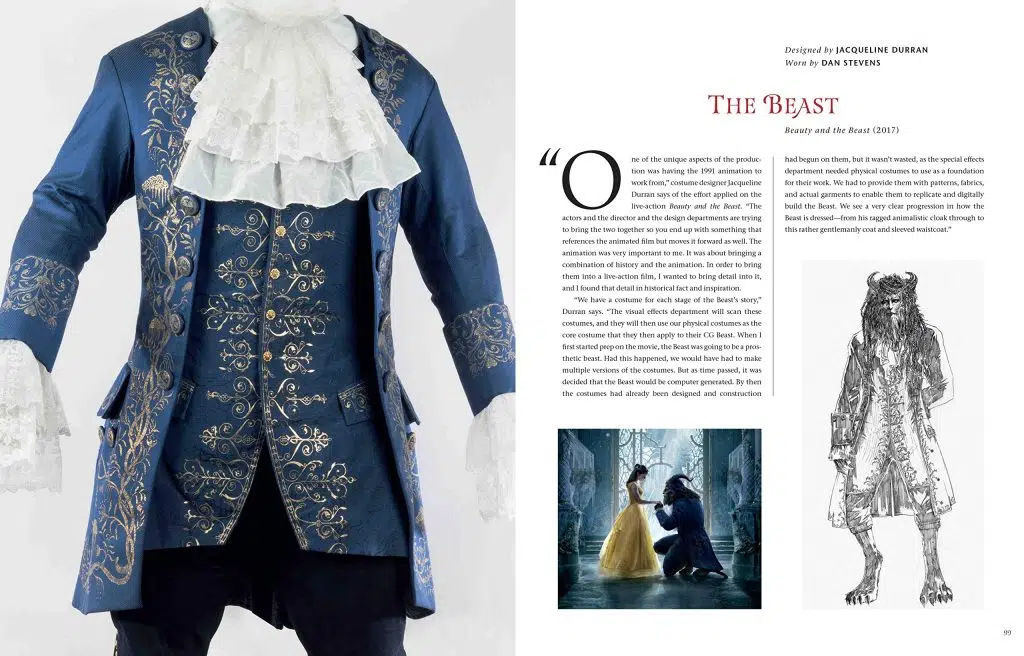 Designed by JACQUELINE DURRAN
Worn by DAN STEVENS
THE BEAST
Beauty and the Beast (2017)
“One of the unique aspects of the produc-
tion was having the 1991 animation to
work from,” costume designer Jacqueline
Durran says of the effort applied on the
live-action Beauty and the Beast. “The
actors and the director and the design departments are trying
to bring the two together so you end up with something that
references the animated film but moves it forward as well. The
animation was very important to me. It was about bringing a
combination of history and the animation. In order to bring
them into a live-action film, I wanted to bring detail into it,
and I found that detail in historical fact and inspiration.
“We have a costume for each stage of the Beast’s story,”
Durran says. “The visual effects department will scan these
costumes, and they will then use our physical costumes as the
core costume that they then apply to their CG Beast. When I
first started prep on the movie, the Beast was going to be a pros-
thetic beast. Had this happened, we would have had to make
multiple versions of the costumes. But as time passed, it was
decided that the Beast would be computer generated. By then
the costumes had already been designed and construction
had begun on them, but it wasn’t wasted, as the special effects
department needed physical costumes to use as a foundation
for their work. We had to provide them with patterns, fabrics,
and actual garments to enable them to replicate and digitally
build the Beast. We see a very clear progression in how the
Beast is dressed—from his ragged animalistic cloak through to
this rather gentlemanly coat and sleeved waistcoat.”
99